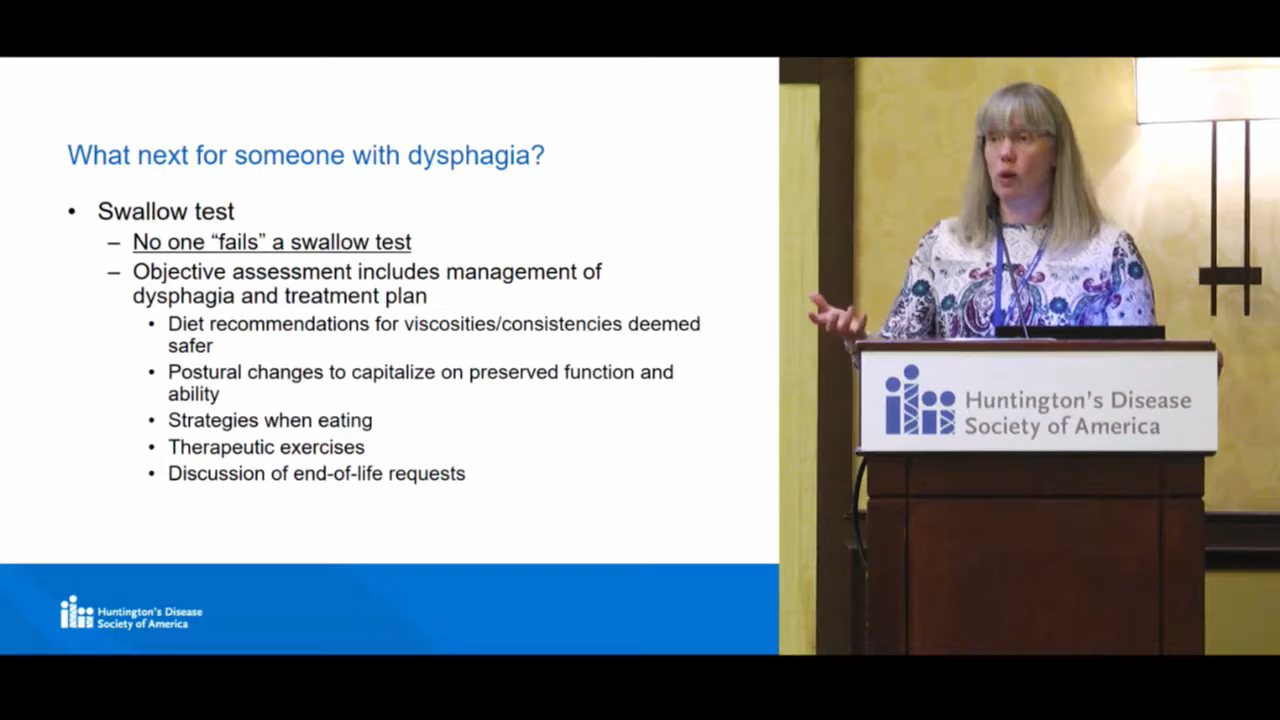 What next for someone with dysphagia?
• Swallow test
– No one “fails” a swallow test
– Objective assessment includes management of
dysphagia and treatment plan
• Diet recommendations for viscosities/consistencies deemed
safer
• Postural changes to capitalize on preserved function and
ability
• Strategies when eating
• Therapeutic exercises
• Discussion of end-of-life requests
Huntington's Disease
Society of America
Huntington's Disease
Society of America